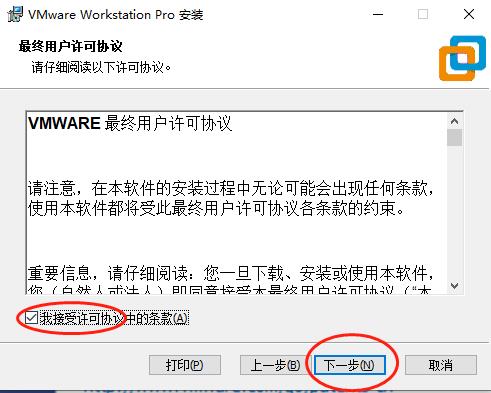 VMware Workstation Pro 安装
最终用户许可协议
请仔细阅读以下许可协议。
VMWARE 最终用户许可协议
请注意，在本软件的安装过程中无论可能会出现任何条款，
使用本软件都将受此最终用户许可协议各条款的约束。
重要信息，请仔细阅读：您一旦下载、安装或使用本软件，
您（自然人或法人）即同意接受本最终用户许可协议（“本
我接受许可协议中的条款(A)
打印(P)
上一步(B)
下一步(N)
取消